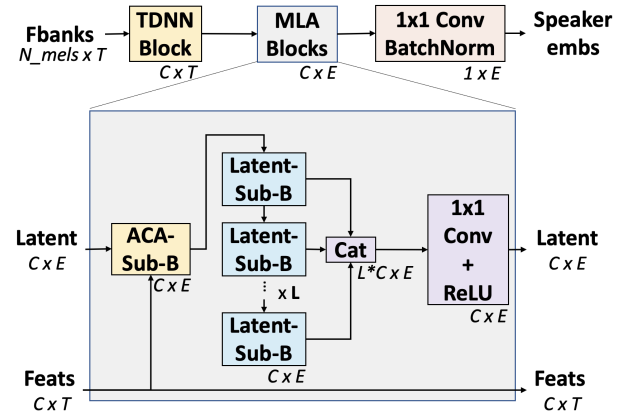 Fbanks
N_mels x T
TDNN
Block
C x T
MLA
Blocks
C x E
1x1 Conv
BatchNorm
1 x E
Speaker
embs
Latent
C x E
ACA-
Sub-B
C x E
Latent-
Sub-B
Latent-
Sub-B
x L
Latent-
Sub-B
C x E
Cat
L*C x E
1x1
Conv
+
ReLU
C x E
Latent
C x E
Feats
C x T
Feats
C x T